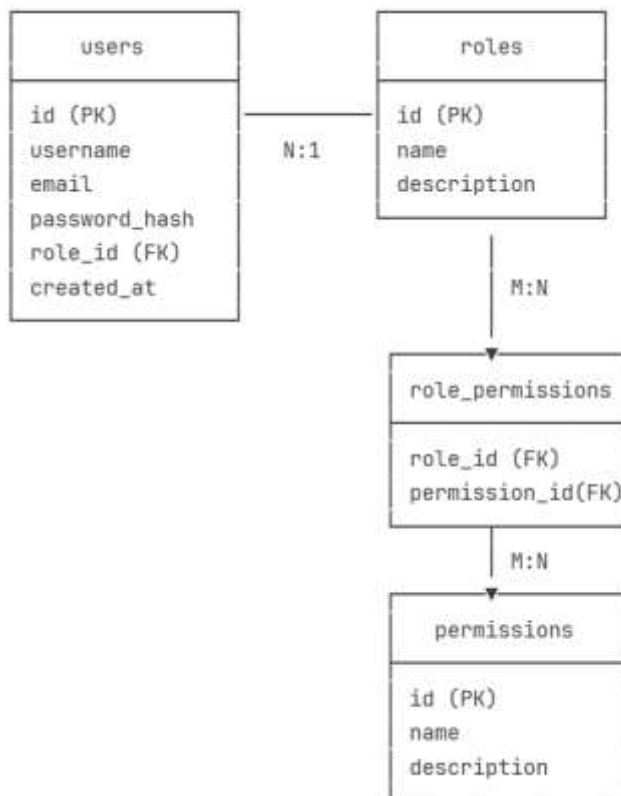 users
id (PK)
username
email
password_hash
role_id (FK)
created_at
N:1
roles
id (PK)
name
description
M:N
role_permissions
role_id (FK)
permission_id(FK)
M:N
permissions
id (PK)
name
description